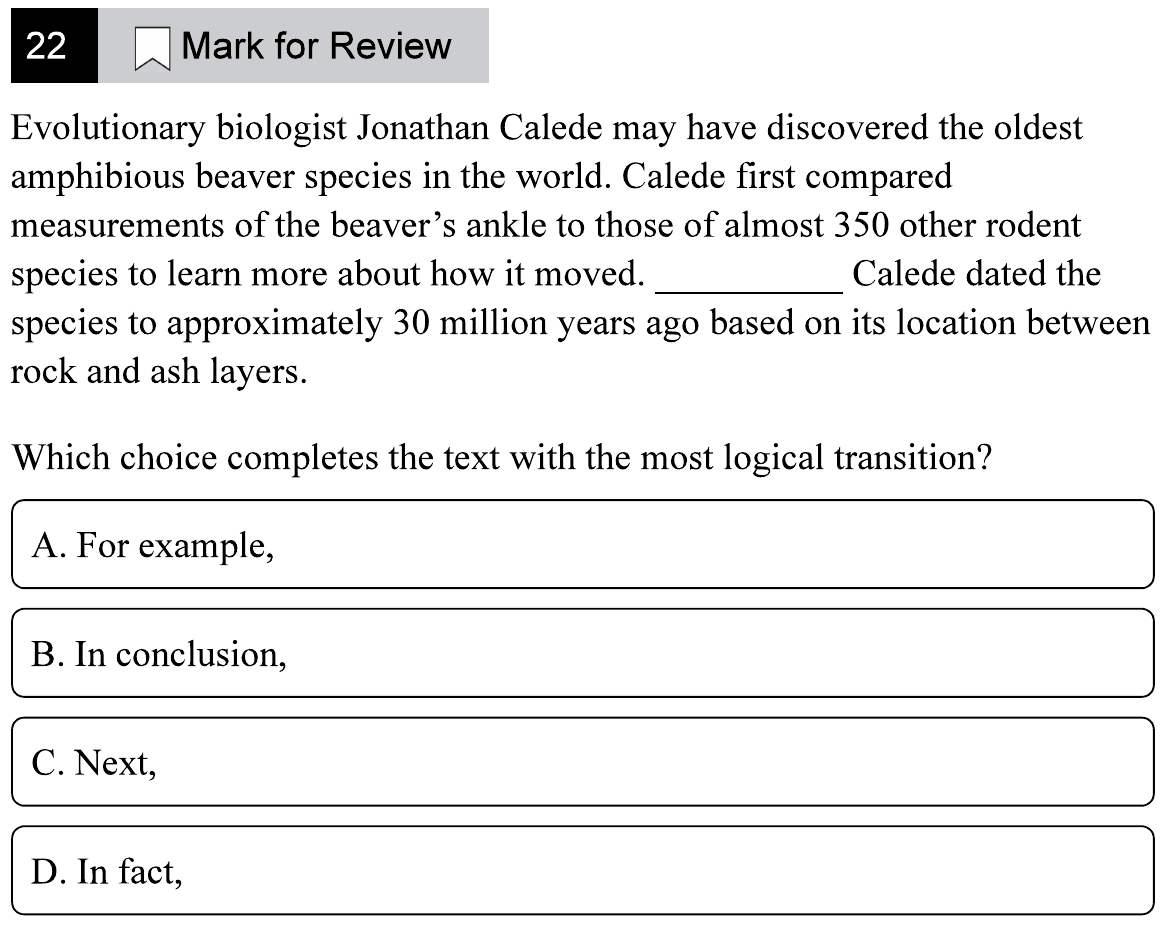 22 Mark for Review
Evolutionary biologist Jonathan Calede may have discovered the oldest
amphibious beaver species in the world. Calede first compared
measurements of the beaver’s ankle to those of almost 350 other rodent
species to learn more about how it moved. __________ Calede dated the
species to approximately 30 million years ago based on its location between
rock and ash layers.
Which choice completes the text with the most logical transition?
A. For example,
B. In conclusion,
C. Next,
D. In fact,